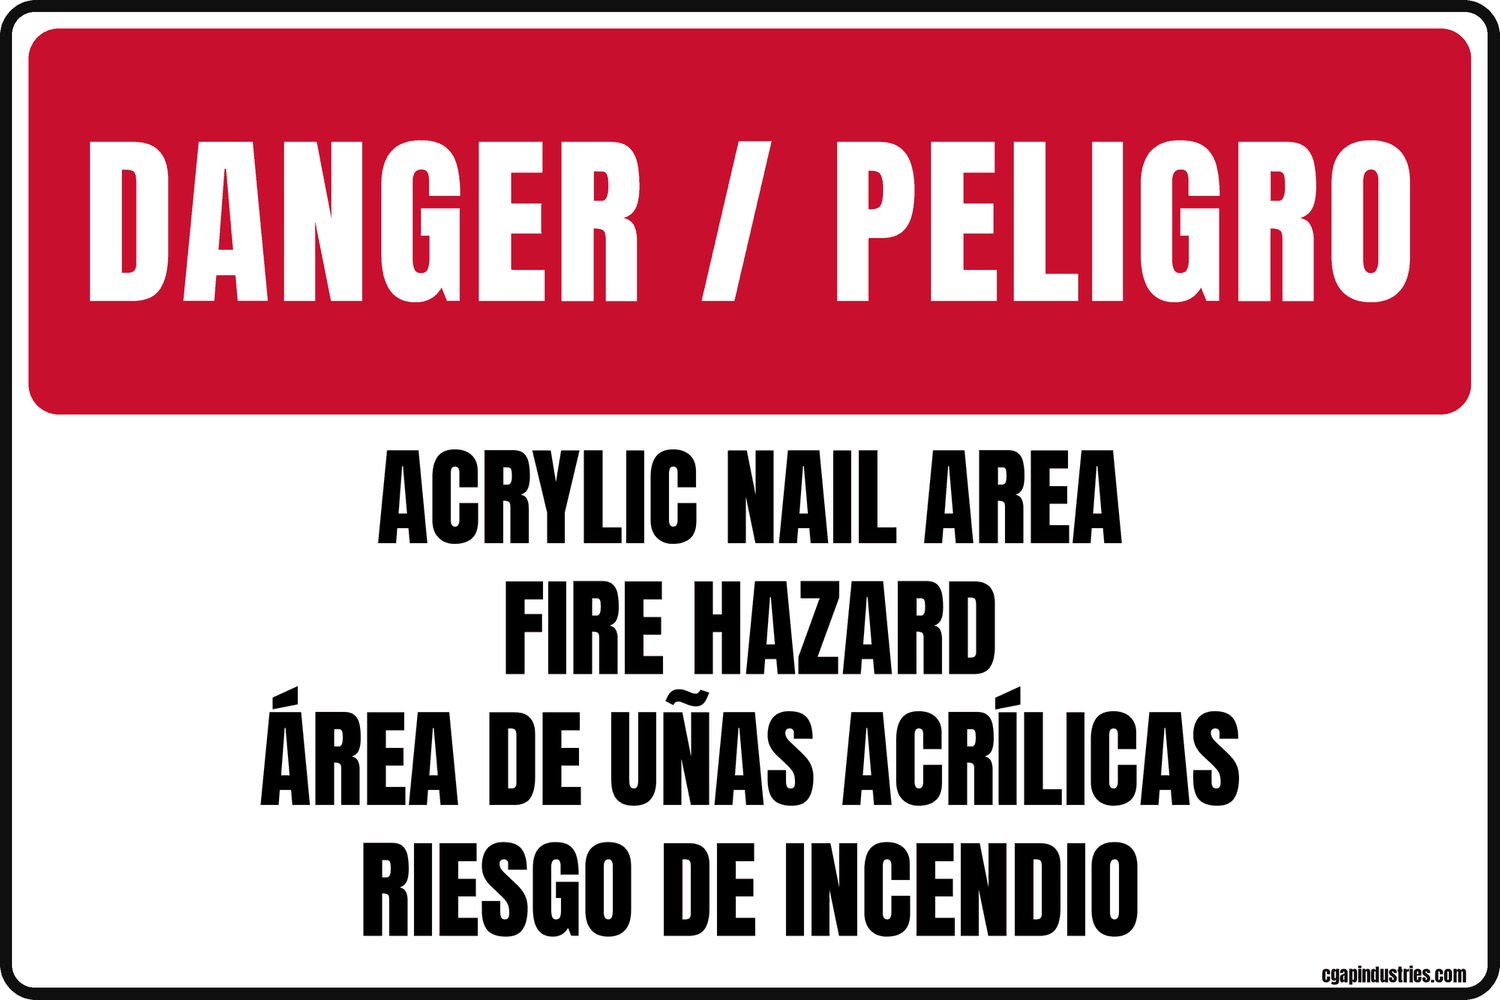 DANGER / PELIGRO
ACRYLIC NAIL AREA
FIRE HAZARD
ÁREA DE UÑAS ACRÍLICAS
RIESGO DE INCENDIO
cgapindustries.com